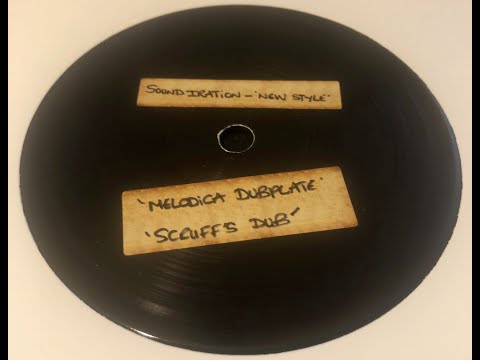 SOUND IRATION - 'NEW STYLE'
'MELODICA DUBPLATE'
'SCRUFF'S DUB'